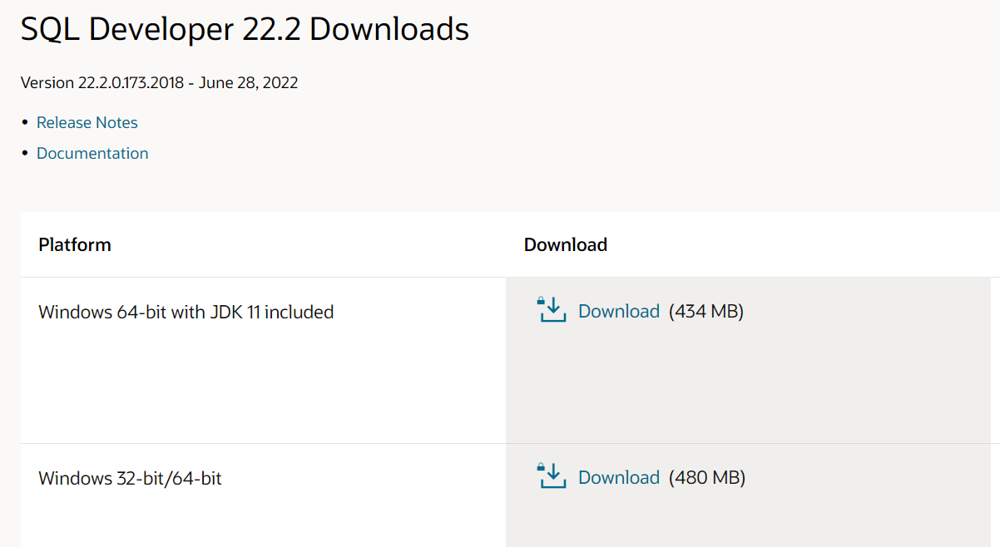 SQL Developer 22.2 Downloads
Version 22.2.0.173.2018 - June 28, 2022
• Release Notes
• Documentation
Platform Download
Windows 64-bit with JDK 11 included Download (434 MB)
Windows 32-bit/64-bit Download (480 MB)